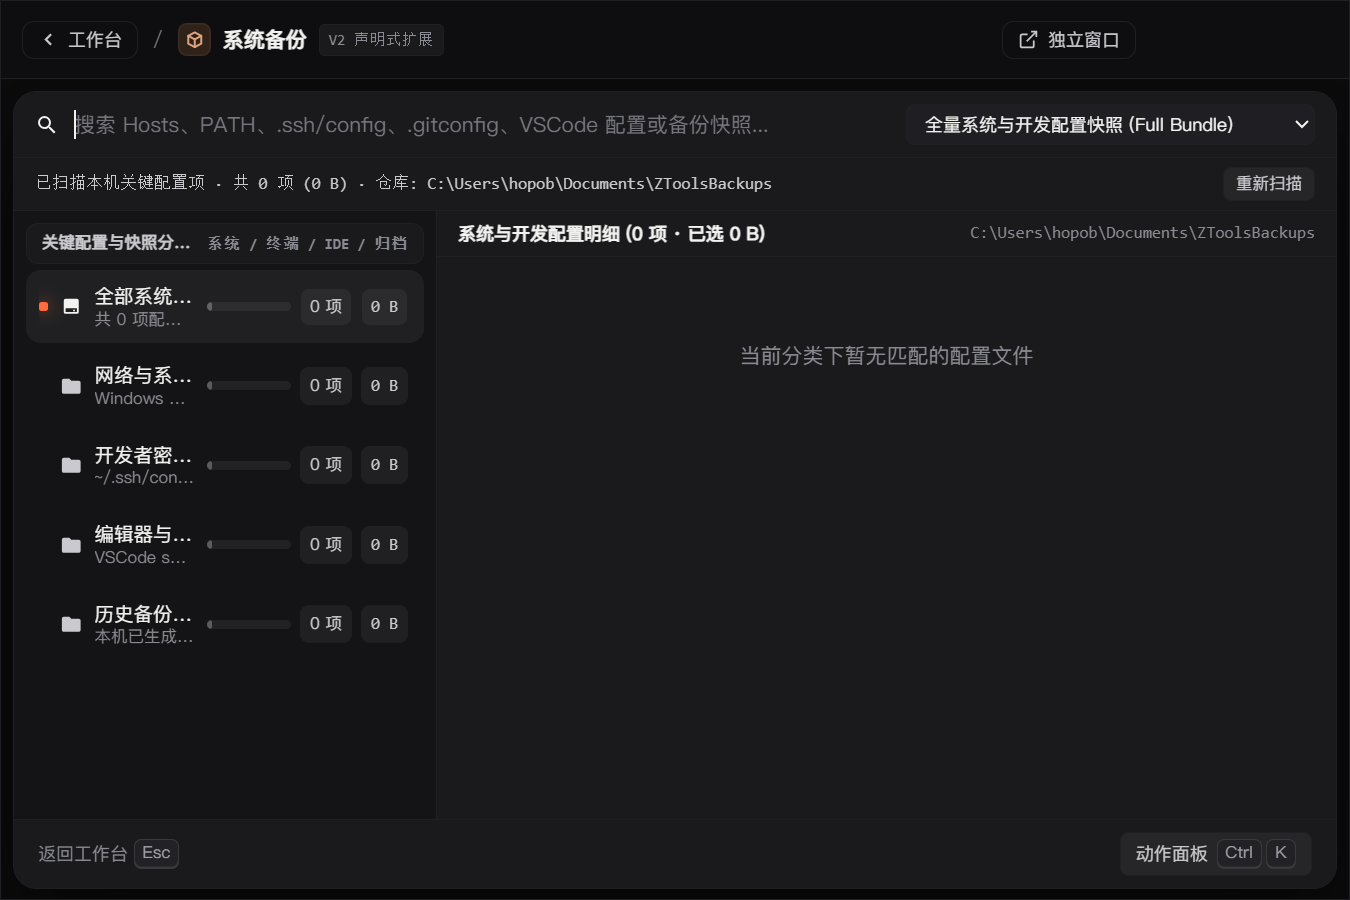 工作台 / 系统备份 V2 声明式扩展 独立窗口
搜索 Hosts、PATH、.ssh/config、.gitconfig、VSCode 配置或备份快照... 全量系统与开发配置快照 (Full Bundle)
已扫描本机关键配置项 · 共 0 项 (0 B) · 仓库: C:\Users\hopob\Documents\ZToolsBackups 重新扫描
关键配置与快照分... 系统 / 终端 / IDE / 归档
系统与开发配置明细 (0 项 · 已选 0 B) C:\Users\hopob\Documents\ZToolsBackups
全部系统... 0 项 0 B
共 0 项配...
当前分类下暂无匹配的配置文件
网络与系... 0 项 0 B
Windows ...
开发者密... 0 项 0 B
~/.ssh/con...
编辑器与... 0 项 0 B
VSCode s...
历史备份... 0 项 0 B
本机已生成...
返回工作台 Esc 动作面板 Ctrl K